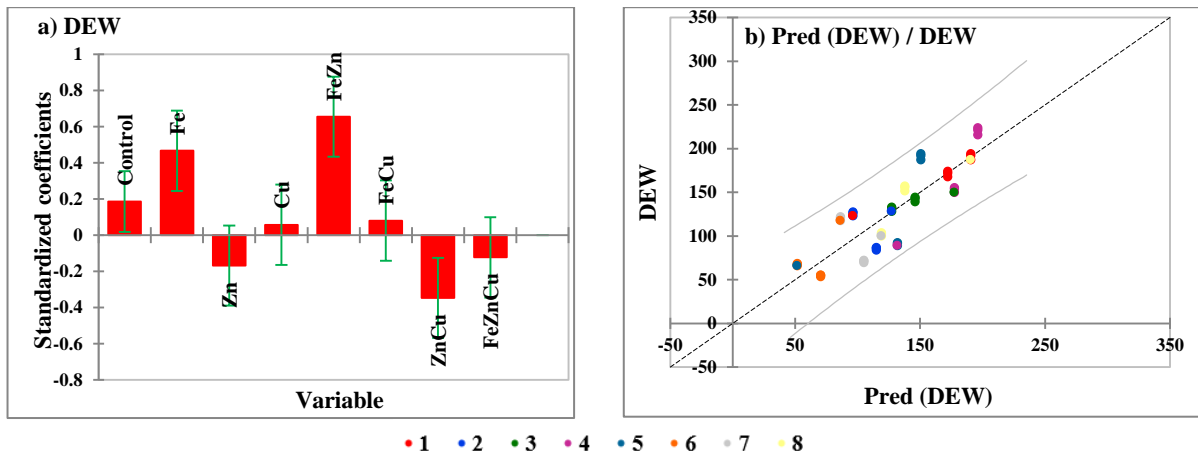 a) DEW
1
0.8
0.6
0.4
0.2
0
-0.2
-0.4
-0.6
-0.8
Standardized coefficients
Control
Fe
Zn
Cu
FeZn
FeCu
ZnCu
FeZnCu
Variable
b) Pred (DEW) / DEW
350
300
250
200
150
100
50
0
-50
DEW
-50 50 150 250 350
Pred (DEW)
1 2 3 4 5 6 7 8